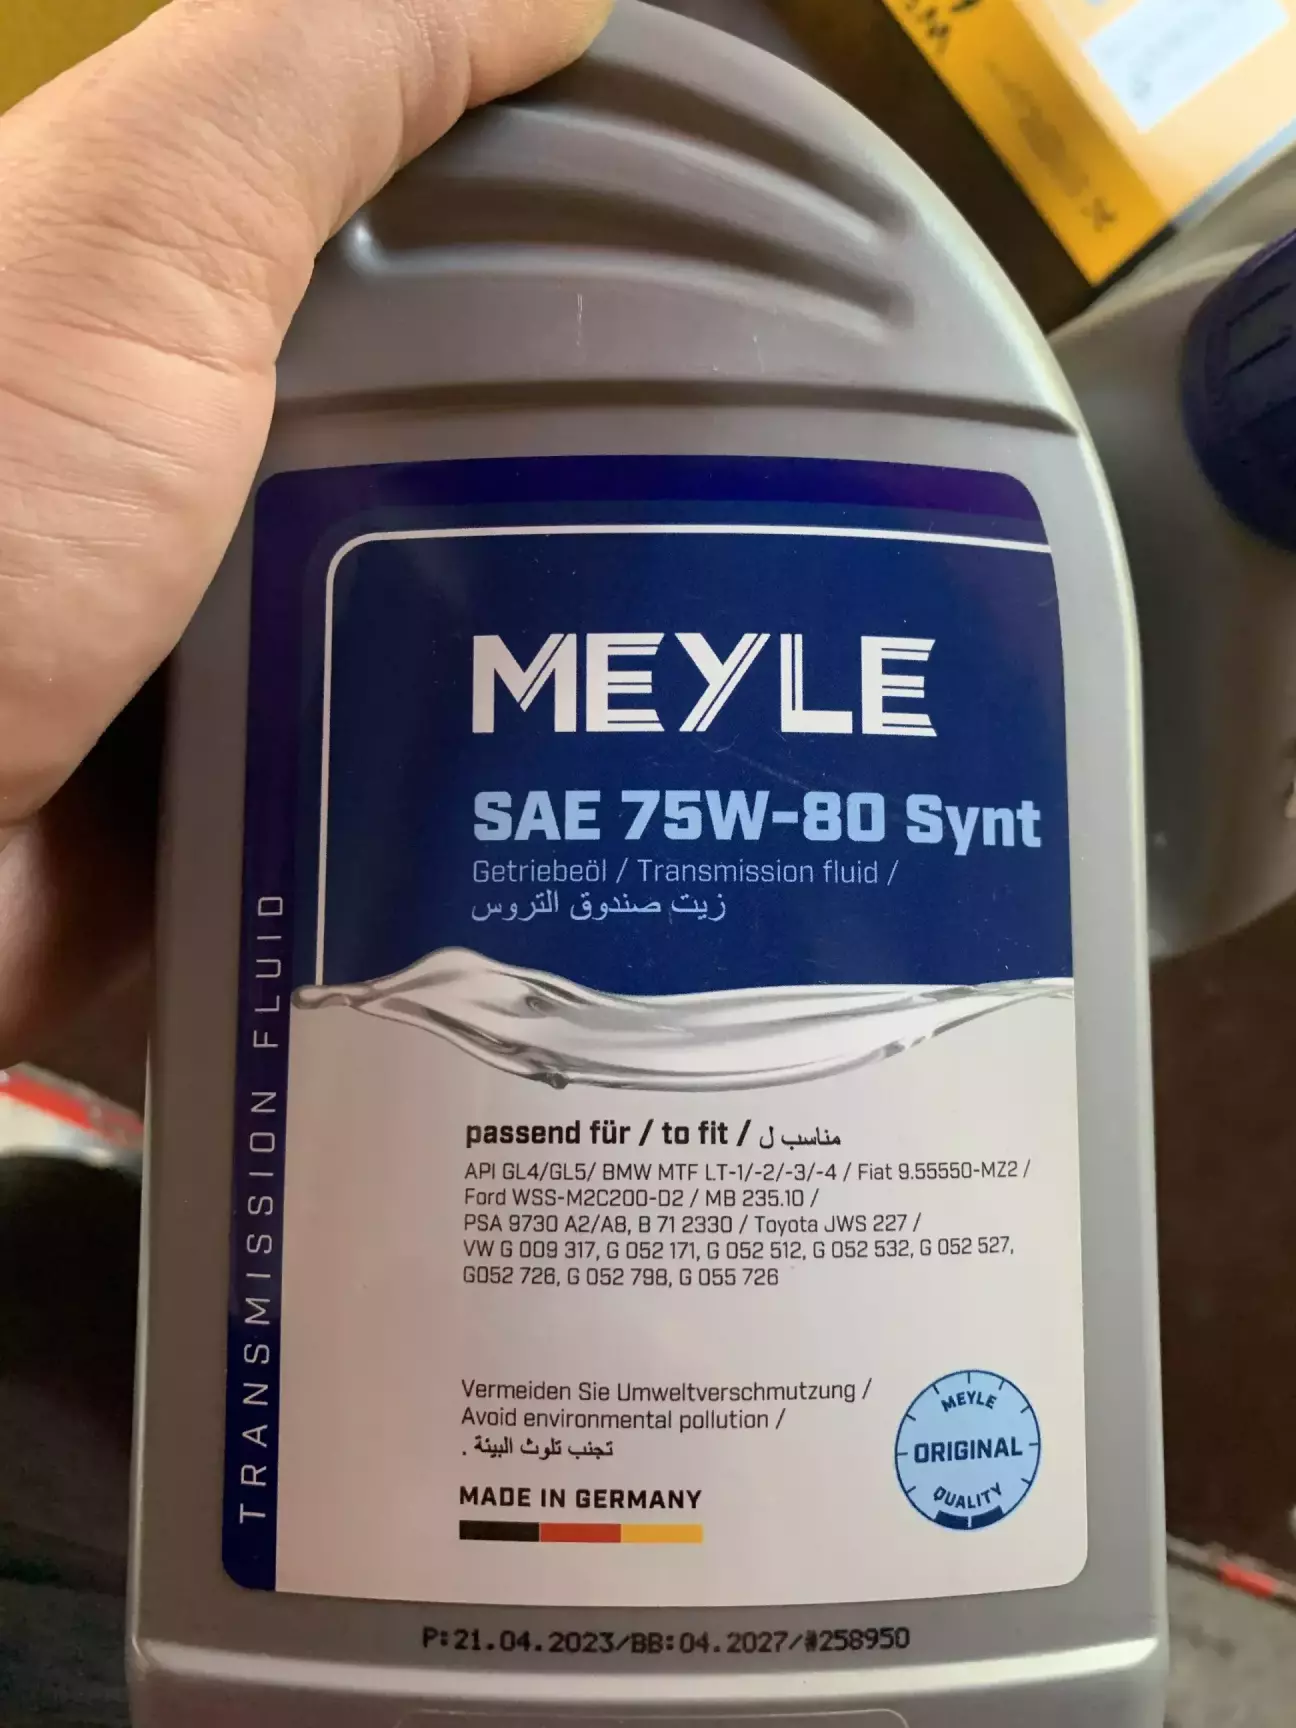 MEYLE
SAE 75W-80 Synt
Getriebeöl / Transmission fluid /
زيت صندوق التروس
TRANSMISSION FLUID
passend für / to fit / مناسب ل
API GL4/GL5/ BMW MTF LT-1/-2/-3/-4 / Fiat 9.55550-MZ2 /
Ford WSS-M2C200-D2 / MB 235.10 /
PSA 9730 A2/A8, B 71 2330 / Toyota JWS 227 /
VW G 009 317, G 052 171, G 052 512, G 052 532, G 052 527,
G052 726, G 052 798, G 055 726
Vermeiden Sie Umweltverschmutzung /
Avoid environmental pollution /
تجنب تلوث البيئة .
MADE IN GERMANY
MEYLE
ORIGINAL
QUALITY
P:21.04.2023/BB:04.2027/#258950